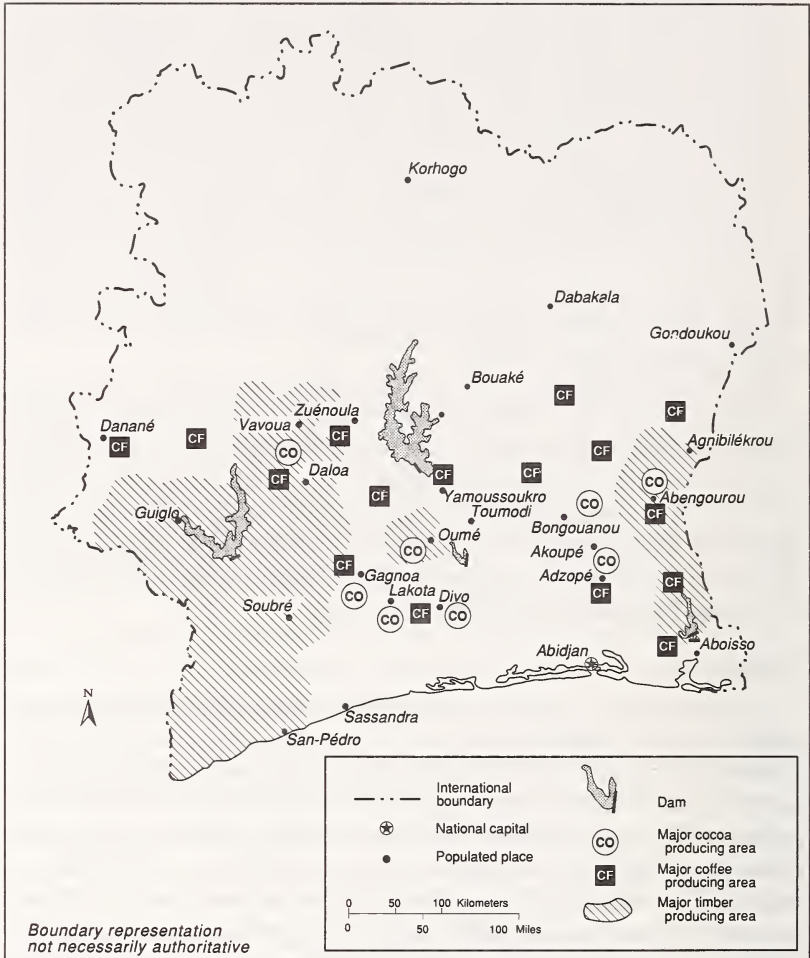 Korhogo
Dabakala
Gondoukou
Bouaké
Zuénoula
Vavoua
Danané
CF
CF
CF
CF
CF
CF
Agnibilékrou
CO
Daloa
CF
CF
CF
CO
Abengourou
CF
Yamoussoukro
CF
Toumodi
CO
Bongouanou
Guiglo
Oumé
CO
Akoupé
CO
Adzopé
CF
Gagnoa
CO
Lakota
CO
CF
Divo
CO
CF
CF
Soubré
Abidjan
CF
Aboisso
N
Sassandra
San-Pédro
International
boundary
National capital
Populated place
0 50 100 Kilometers
0 50 100 Miles
Dam
CO
Major cocoa
producing area
CF
Major coffee
producing area
Major timber
producing area
Boundary representation
not necessarily authoritative